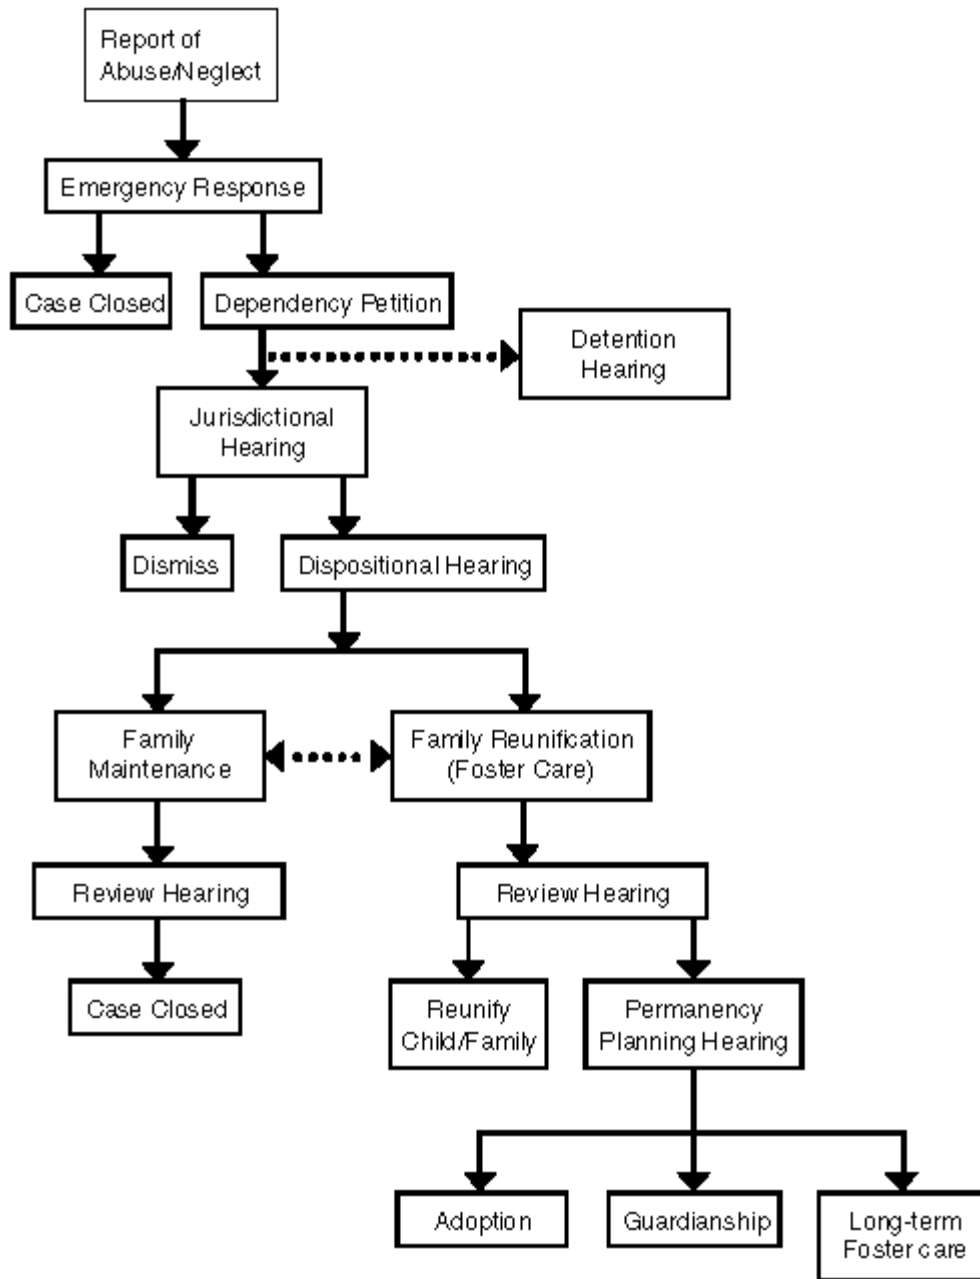 Report of
Abuse/Neglect
Emergency Response
Case Closed
Dependency Petition
Detention
Hearing
Jurisdictional
Hearing
Dismiss
Dispositional Hearing
Family
Maintenance
Family Reunification
(Foster Care)
Review Hearing
Review Hearing
Case Closed
Reunify
Child/Family
Permanency
Planning Hearing
Adoption
Guardianship
Long-term
Foster care